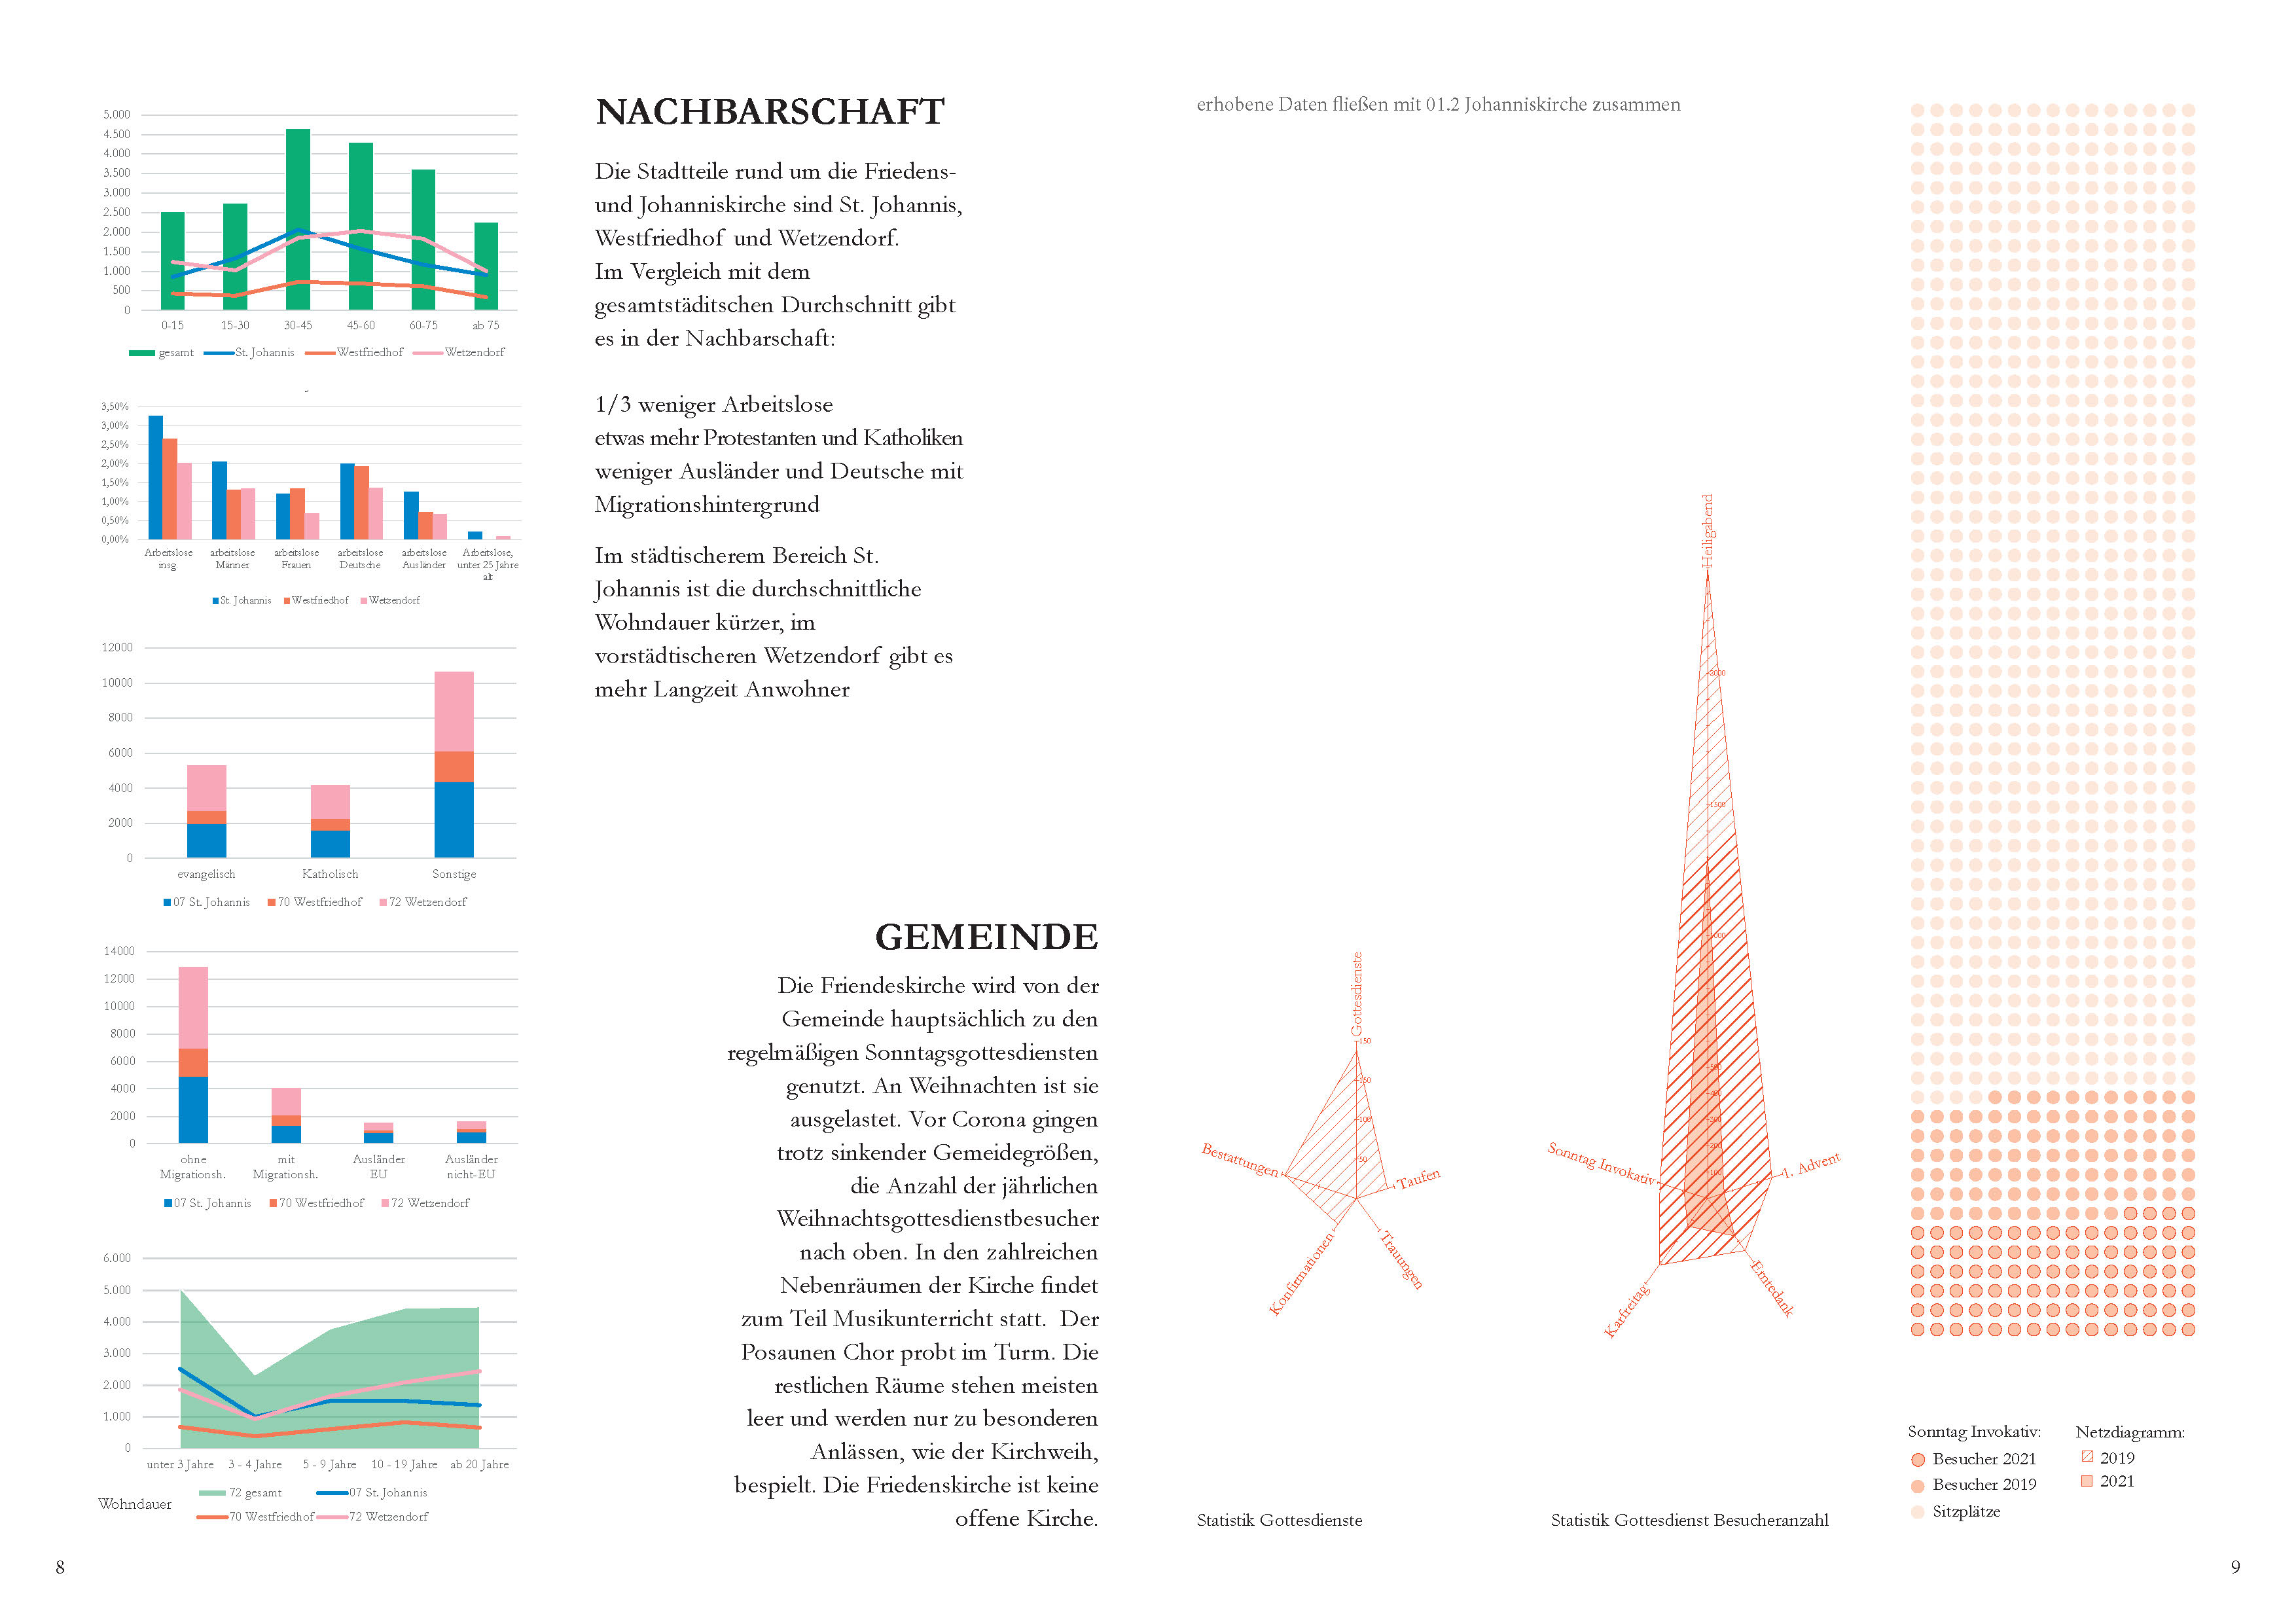 5.000
4.500
4.000
3.500
3.000
2.500
2.000
1.500
1.000
500
0
0-15 15-30 30-45 45-60 60-75 ab 75
gesamt St. Johannis Westfriedhof Wetzendorf
3,50%
3,00%
2,50%
2,00%
1,50%
1,00%
0,50%
0,00%
Arbeitslose arbeitslose arbeitslose arbeitslose arbeitslose Arbeitslose,
insg. Männer Frauen Deutsche Ausländer unter 25 Jahre
alt
St. Johannis Westfriedhof Wetzendorf
12000
10000
8000
6000
4000
2000
0
evangelisch Katholisch Sonstige
07 St. Johannis 70 Westfriedhof 72 Wetzendorf
14000
12000
10000
8000
6000
4000
2000
0
ohne mit Ausländer Ausländer
Migrationsh. Migrationsh. EU nicht-EU
07 St. Johannis 70 Westfriedhof 72 Wetzendorf
6.000
5.000
4.000
3.000
2.000
1.000
0
unter 3 Jahre 3 - 4 Jahre 5 - 9 Jahre 10 - 19 Jahre ab 20 Jahre
72 gesamt 07 St. Johannis
Wohndauer
70 Westfriedhof 72 Wetzendorf
8
NACHBARSCHAFT
Die Stadtteile rund um die Friedens-
und Johanniskirche sind St. Johannis,
Westfriedhof und Wetzendorf.
Im Vergleich mit dem
gesamtstäditschen Durchschnitt gibt
es in der Nachbarschaft:
1/3 weniger Arbeitslose
etwas mehr Protestanten und Katholiken
weniger Ausländer und Deutsche mit
Migrationshintergrund
Im städtischerem Bereich St.
Johannis ist die durchschnittliche
Wohndauer kürzer, im
vorstädtischeren Wetzendorf gibt es
mehr Langzeit Anwohner
GEMEINDE
Die Friendeskirche wird von der
Gemeinde hauptsächlich zu den
regelmäßigen Sonntagsgottesdiensten
genutzt. An Weihnachten ist sie
ausgelastet. Vor Corona gingen
trotz sinkender Gemeidegrößen,
die Anzahl der jährlichen
Weihnachtsgottesdienstbesucher
nach oben. In den zahlreichen
Nebenräumen der Kirche findet
zum Teil Musikunterricht statt. Der
Posaunen Chor probt im Turm. Die
restlichen Räume stehen meisten
leer und werden nur zu besonderen
Anlässen, wie der Kirchweih,
bespielt. Die Friedenskirche ist keine
offene Kirche.
erhobene Daten fließen mit 01.2 Johanniskirche zusammen
Gottesdienste
150
150
100
50
Bestattungen
Taufen
Konfirmationen
Trauungen
Statistik Gottesdienste
Heiligabend
2000
1500
1000
500
400
300
200
100
Sonntag Invokativ
1. Advent
Karfreitag
Erntedank
Statistik Gottesdienst Besucheranzahl
Sonntag Invokativ:
Besucher 2021
Besucher 2019
Sitzplätze
Netzdiagramm:
2019
2021
9